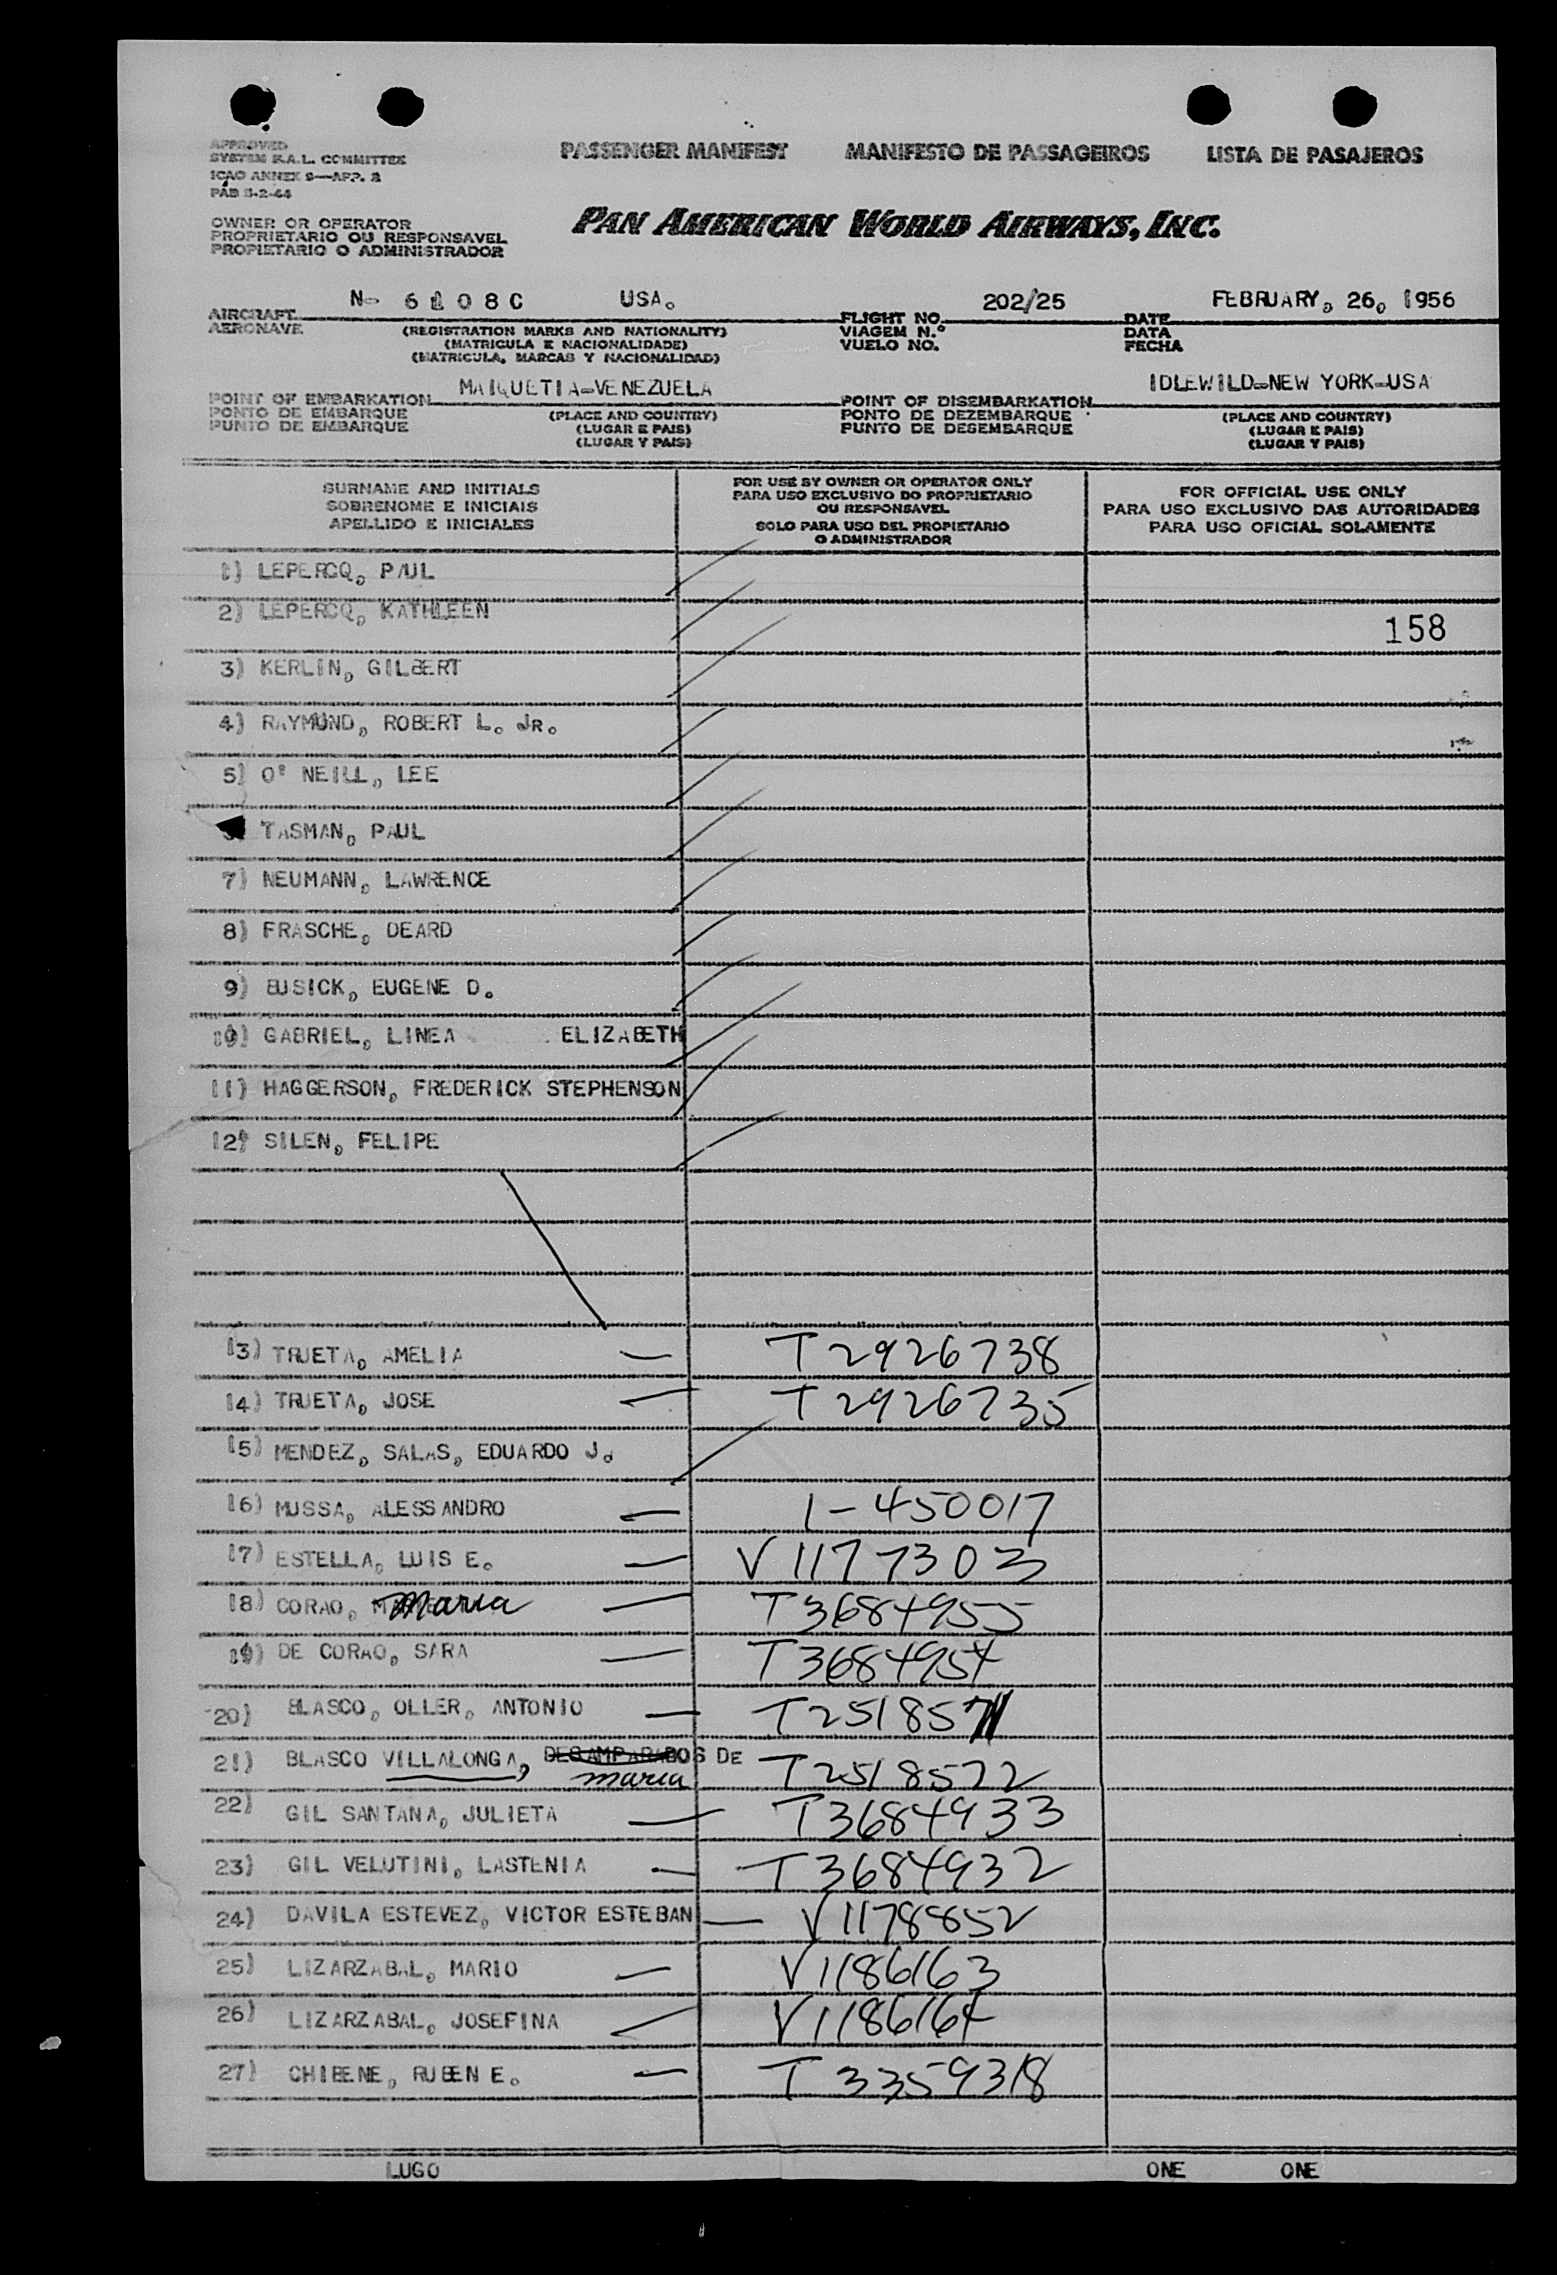 APPROVED
SYSTEM F.A.L. COMMITTEE
ICAO ANNEX 9—APP. 3
PAB 5-2-44
PASSENGER MANIFEST MANIFESTO DE PASSAGEIROS LISTA DE PASAJEROS
OWNER OR OPERATOR
PROPRIETARIO OU RESPONSAVEL
PROPIETARIO O ADMINISTRADOR
PAN AMERICAN WORLD AIRWAYS, INC.
N- 6108C USA. 202/25 FEBRUARY, 26, 1956
AIRCRAFT FLIGHT NO. DATE
AERONAVE (REGISTRATION MARKS AND NATIONALITY) VIAGEM N.º DATA
(MATRICULA E NACIONALIDADE) VUELO NO. FECHA
(MATRICULA, MARCAS Y NACIONALIDAD)
MAIQUETIA-VENEZUELA IDLEWILD-NEW YORK-USA
POINT OF EMBARKATION POINT OF DISEMBARKATION
PONTO DE EMBARQUE (PLACE AND COUNTRY) PONTO DE DEZEMBARQUE (PLACE AND COUNTRY)
PUNTO DE EMBARQUE (LUGAR E PAIS) PUNTO DE DESEMBARQUE (LUGAR E PAIS)
(LUGAR Y PAIS) (LUGAR Y PAIS)
SURNAME AND INITIALS
SOBRENOME E INICIAIS
APELLIDO E INICIALES
FOR USE BY OWNER OR OPERATOR ONLY
PARA USO EXCLUSIVO DO PROPRIETARIO
OU RESPONSAVEL
SOLO PARA USO DEL PROPIETARIO
O ADMINISTRADOR
FOR OFFICIAL USE ONLY
PARA USO EXCLUSIVO DAS AUTORIDADES
PARA USO OFICIAL SOLAMENTE
1) LEPERCQ, PAUL
2) LEPERCQ, KATHLEEN
158
3) KERLIN, GILBERT
4) RAYMUND, ROBERT L. JR.
5) O' NEILL, LEE
TASMAN, PAUL
7) NEUMANN, LAWRENCE
8) FRASCHE, DEARD
9) BUSICK, EUGENE D.
10) GABRIEL, LINEA ELIZABETH
11) HAGGERSON, FREDERICK STEPHENSON
12) SILEN, FELIPE
13) TRUETA, AMELIA T2926738
14) TRUETA, JOSE T2926735
15) MENDEZ, SALAS, EDUARDO J.
16) MUSSA, ALESSANDRO 1-450017
17) ESTELLA, LUIS E. V1177303
18) CORAO, Maria T3684955
19) DE CORAO, SARA T3684954
20) BLASCO, OLLER, ANTONIO T2518571
21) BLASCO VILLALONGA, DESAMPARADOS DE T2518572
maria
22) GIL SANTANA, JULIETA T3684933
23) GIL VELUTINI, LASTENIA T3684932
24) DAVILA ESTEVEZ, VICTOR ESTEBAN V1178852
25) LIZARZABAL, MARIO V1186163
26) LIZARZABAL, JOSEFINA V1186164
27) CHIBENE, RUBEN E. T3359318
LUGO ONE ONE